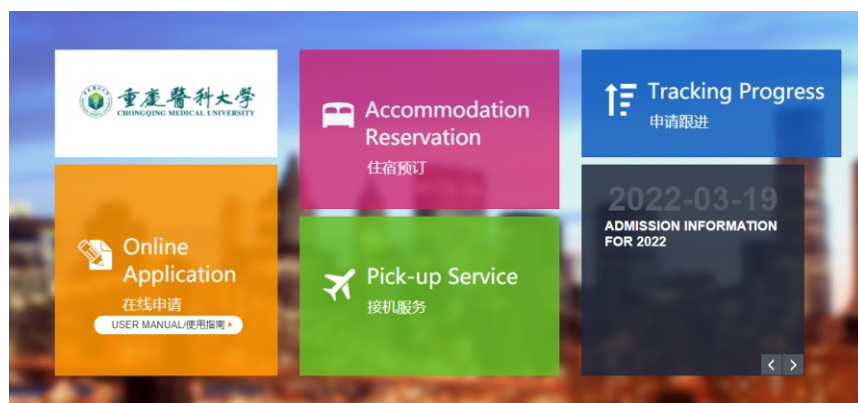 重庆醫科大学
CHONGQING MEDICAL UNIVERSITY
Online
Application
在线申请
USER MANUAL/使用指南
Accommodation
Reservation
住宿预订
Pick-up Service
接机服务
Tracking Progress
申请跟进
2022-03-19
ADMISSION INFORMATION
FOR 2022